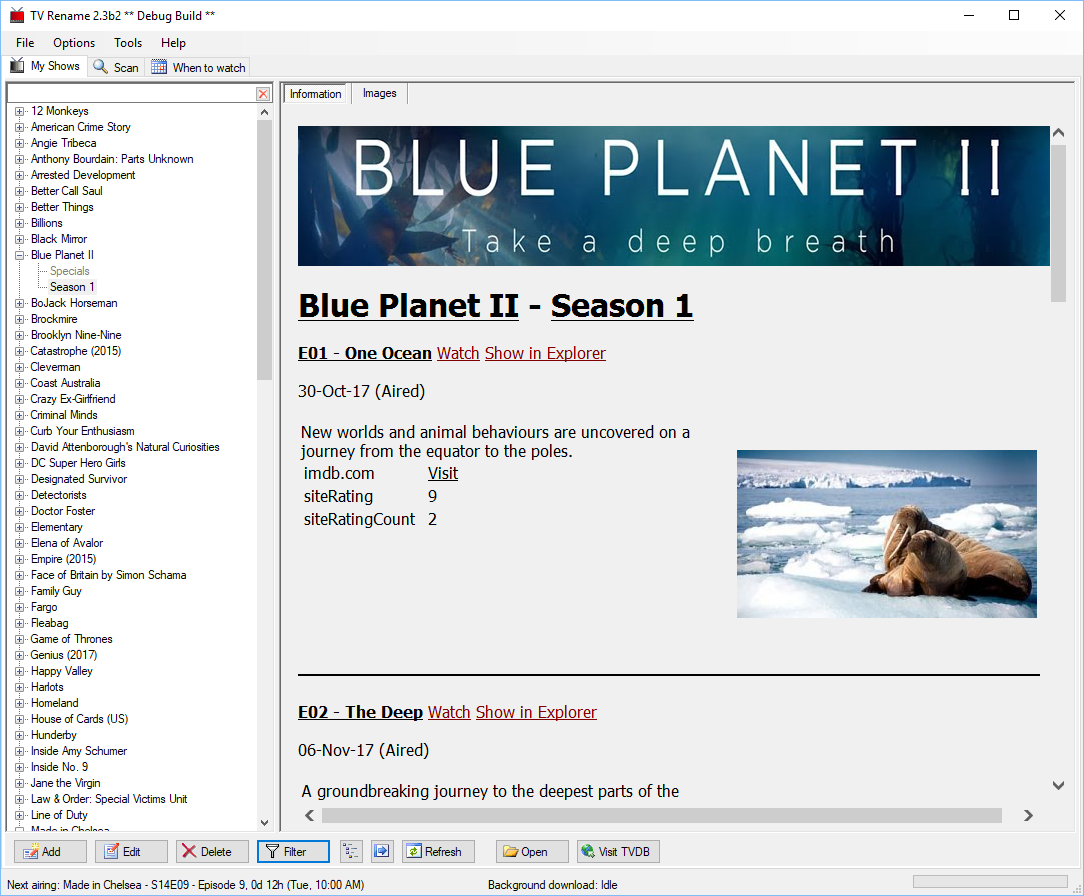 TV Rename 2.3b2 ** Debug Build **
File Options Tools Help
My Shows Scan When to watch
12 Monkeys
American Crime Story
Angie Tribeca
Anthony Bourdain: Parts Unknown
Arrested Development
Better Call Saul
Better Things
Billions
Black Mirror
Blue Planet II
Specials
Season 1
BoJack Horseman
Brockmire
Brooklyn Nine-Nine
Catastrophe (2015)
Cleverman
Coast Australia
Crazy Ex-Girlfriend
Criminal Minds
Curb Your Enthusiasm
David Attenborough's Natural Curiosities
DC Super Hero Girls
Designated Survivor
Detectorists
Doctor Foster
Elementary
Elena of Avalor
Empire (2015)
Face of Britain by Simon Schama
Family Guy
Fargo
Fleabag
Game of Thrones
Genius (2017)
Happy Valley
Harlots
Homeland
House of Cards (US)
Hunderby
Inside Amy Schumer
Inside No. 9
Jane the Virgin
Law & Order: Special Victims Unit
Line of Duty
Made in Chelsea
Information Images
BLUE PLANET II
Take a deep breath
Blue Planet II - Season 1
E01 - One Ocean Watch Show in Explorer
30-Oct-17 (Aired)
New worlds and animal behaviours are uncovered on a
journey from the equator to the poles.
imdb.com Visit
siteRating 9
siteRatingCount 2
E02 - The Deep Watch Show in Explorer
06-Nov-17 (Aired)
A groundbreaking journey to the deepest parts of the
Add Edit Delete Filter Refresh Open Visit TVDB
Next airing: Made in Chelsea - S14E09 - Episode 9, 0d 12h (Tue, 10:00 AM) Background download: Idle